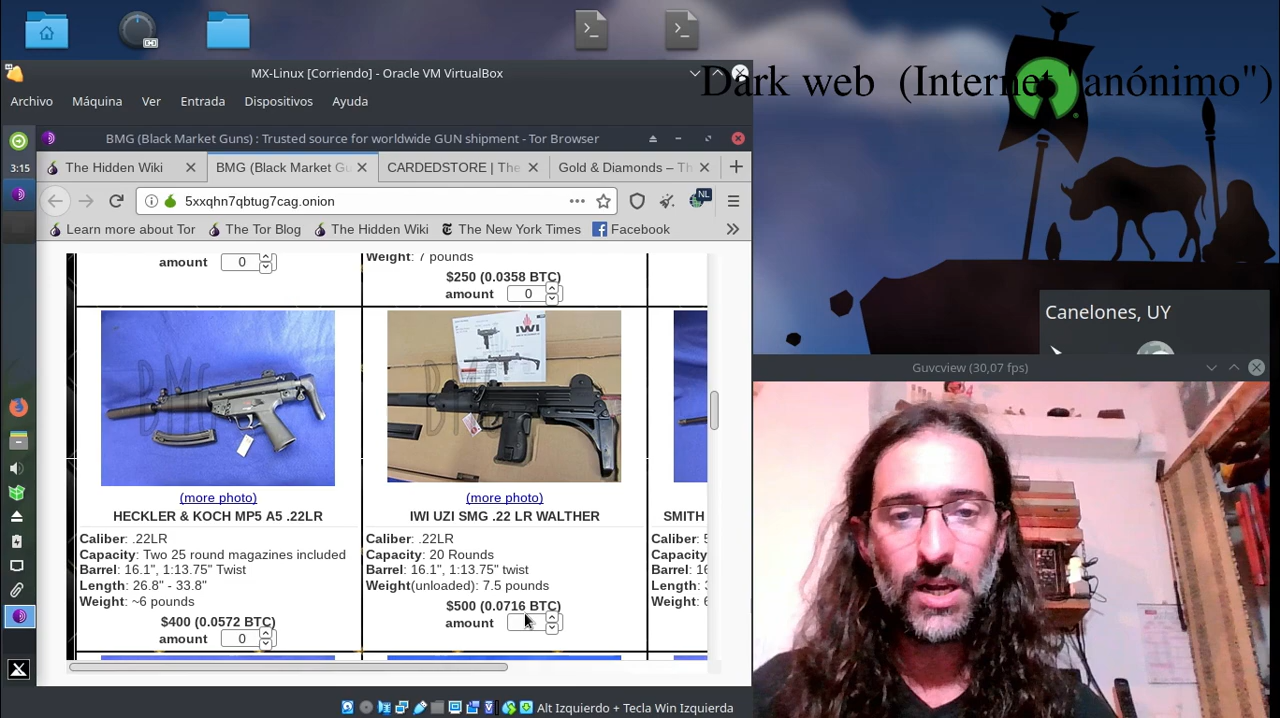 Dark web (Internet "anónimo")
MX-Linux [Corriendo] - Oracle VM VirtualBox
Archivo Máquina Ver Entrada Dispositivos Ayuda
BMG (Black Market Guns) : Trusted source for worldwide GUN shipment - Tor Browser
3:15
The Hidden Wiki
BMG (Black Market Gu
CARDEDSTORE | The
Gold & Diamonds – Th
5xxqhn7qbtug7cag.onion
NL
Learn more about Tor The Tor Blog The Hidden Wiki The New York Times Facebook
amount 0
Weight: 7 pounds
$250 (0.0358 BTC)
amount 0
IWI
(more photo)
HECKLER & KOCH MP5 A5 .22LR
Caliber: .22LR
Capacity: Two 25 round magazines included
Barrel: 16.1", 1:13.75" Twist
Length: 26.8" - 33.8"
Weight: ~6 pounds
$400 (0.0572 BTC)
amount 0
(more photo)
IWI UZI SMG .22 LR WALTHER
Caliber: .22LR
Capacity: 20 Rounds
Barrel: 16.1", 1:13.75" twist
Weight(unloaded): 7.5 pounds
$500 (0.0716 BTC)
amount
SMITH
Caliber: 5
Capacity
Barrel: 16
Length: 3
Weight: 6
Alt Izquierdo + Tecla Win Izquierda
Canelones, UY
Guvcview (30,07 fps)